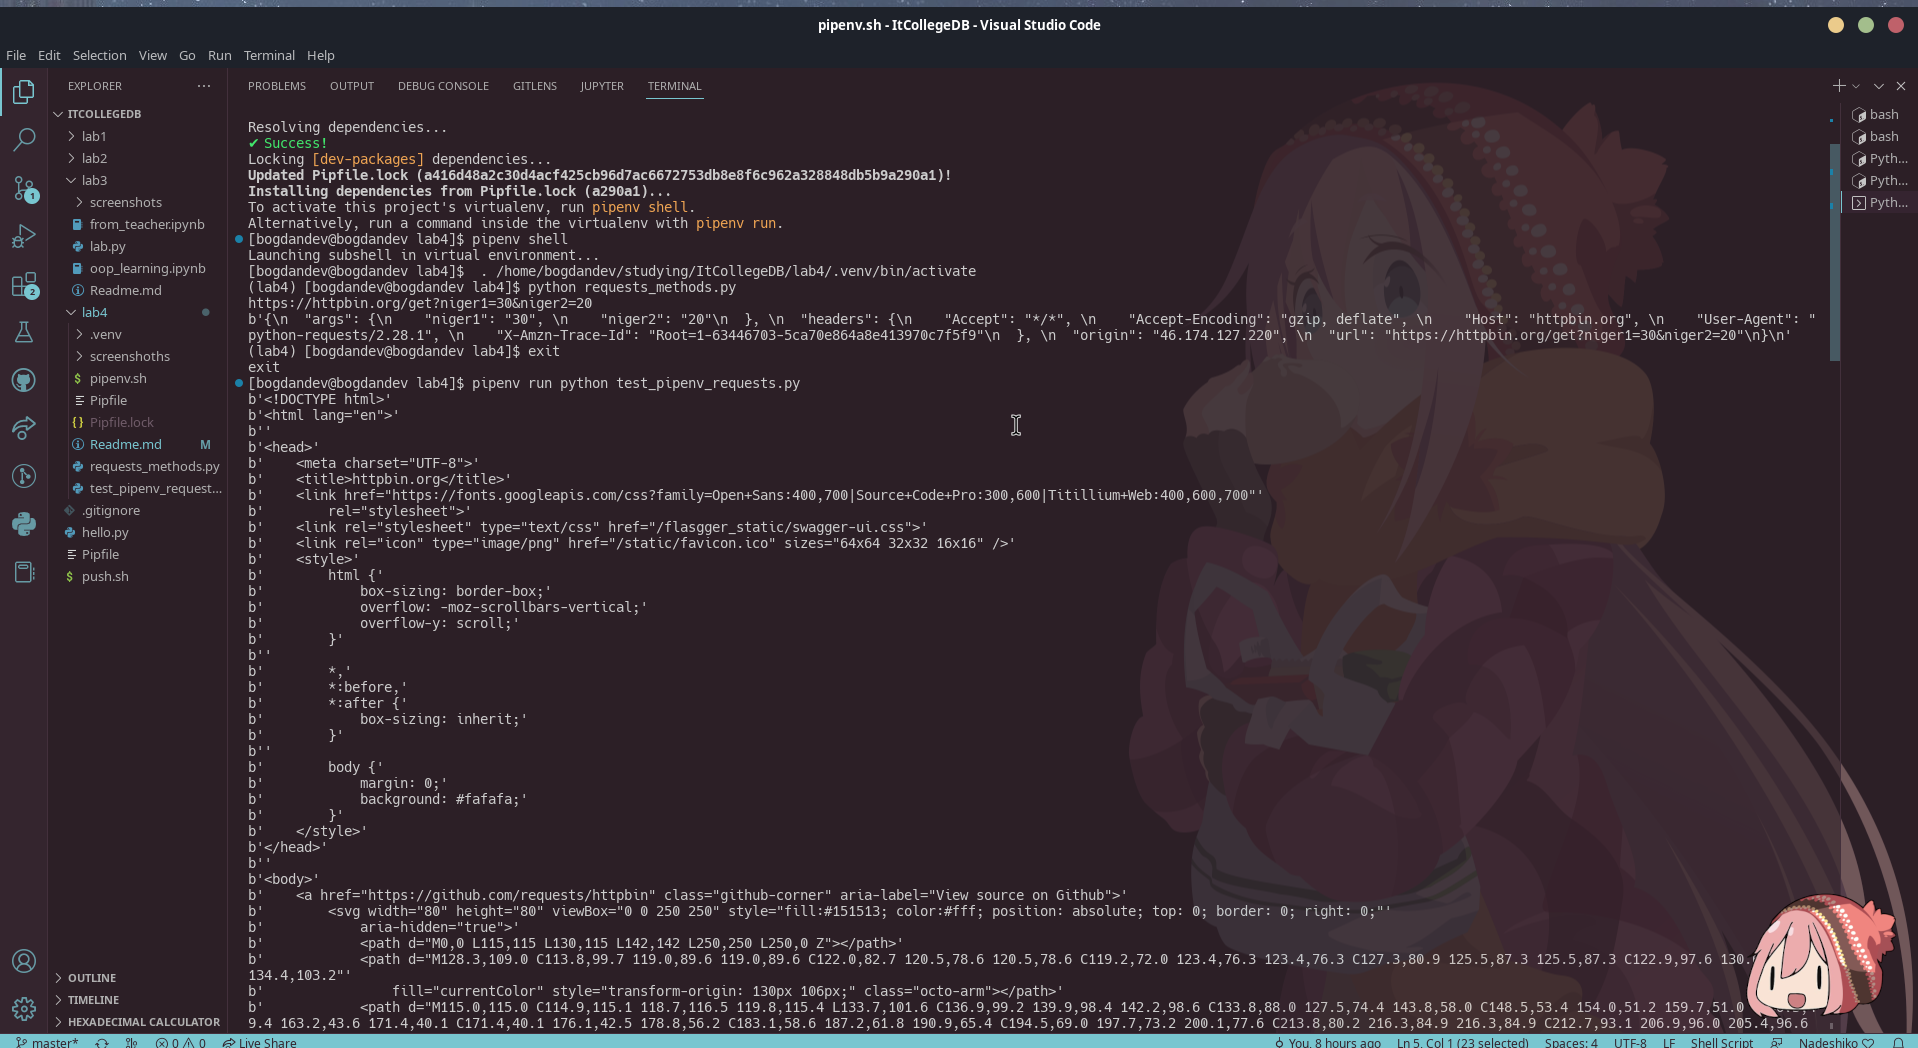 pipenv.sh - ItCollegeDB - Visual Studio Code
File Edit Selection View Go Run Terminal Help
EXPLORER
ITCOLLEGEDB
lab1
lab2
lab3
screenshots
from_teacher.ipynb
lab.py
oop_learning.ipynb
Readme.md
lab4
.venv
screenshoths
pipenv.sh
Pipfile
Pipfile.lock
Readme.md M
requests_methods.py
test_pipenv_request...
.gitignore
hello.py
Pipfile
push.sh
OUTLINE
TIMELINE
HEXADECIMAL CALCULATOR
1
2
PROBLEMS OUTPUT DEBUG CONSOLE GITLENS JUPYTER TERMINAL
Resolving dependencies...
✔ Success!
Locking [dev-packages] dependencies...
Updated Pipfile.lock (a416d48a2c30d4acf425cb96d7ac6672753db8e8f6c962a328848db5b9a290a1)!
Installing dependencies from Pipfile.lock (a290a1)...
To activate this project's virtualenv, run pipenv shell.
Alternatively, run a command inside the virtualenv with pipenv run.
[bogdandev@bogdandev lab4]$ pipenv shell
Launching subshell in virtual environment...
[bogdandev@bogdandev lab4]$  . /home/bogdandev/studying/ItCollegeDB/lab4/.venv/bin/activate
(lab4) [bogdandev@bogdandev lab4]$ python requests_methods.py
https://httpbin.org/get?niger1=30&niger2=20
b'{\n  "args": {\n    "niger1": "30", \n    "niger2": "20"\n  }, \n  "headers": {\n    "Accept": "*/*", \n    "Accept-Encoding": "gzip, deflate", \n    "Host": "httpbin.org", \n    "User-Agent": "
python-requests/2.28.1", \n    "X-Amzn-Trace-Id": "Root=1-63446703-5ca70e864a8e413970c7f5f9"\n  }, \n  "origin": "46.174.127.220", \n  "url": "https://httpbin.org/get?niger1=30&niger2=20"\n}\n'
(lab4) [bogdandev@bogdandev lab4]$ exit
exit
[bogdandev@bogdandev lab4]$ pipenv run python test_pipenv_requests.py
b'<!DOCTYPE html>'
b'<html lang="en">'
b''
b'<head>'
b'    <meta charset="UTF-8">'
b'    <title>httpbin.org</title>'
b'    <link href="https://fonts.googleapis.com/css?family=Open+Sans:400,700|Source+Code+Pro:300,600|Titillium+Web:400,600,700"'
b'        rel="stylesheet">'
b'    <link rel="stylesheet" type="text/css" href="/flasgger_static/swagger-ui.css">'
b'    <link rel="icon" type="image/png" href="/static/favicon.ico" sizes="64x64 32x32 16x16" />'
b'    <style>'
b'        html {'
b'            box-sizing: border-box;'
b'            overflow: -moz-scrollbars-vertical;'
b'            overflow-y: scroll;'
b'        }'
b''
b'        *,'
b'        *:before,'
b'        *:after {'
b'            box-sizing: inherit;'
b'        }'
b''
b'        body {'
b'            margin: 0;'
b'            background: #fafafa;'
b'        }'
b'    </style>'
b'</head>'
b''
b'<body>'
b'    <a href="https://github.com/requests/httpbin" class="github-corner" aria-label="View source on Github">'
b'        <svg width="80" height="80" viewBox="0 0 250 250" style="fill:#151513; color:#fff; position: absolute; top: 0; border: 0; right: 0;"'
b'            aria-hidden="true">'
b'            <path d="M0,0 L115,115 L130,115 L142,142 L250,250 L250,0 Z"></path>'
b'            <path d="M128.3,109.0 C113.8,99.7 119.0,89.6 119.0,89.6 C122.0,82.7 120.5,78.6 120.5,78.6 C119.2,72.0 123.4,76.3 123.4,76.3 C127.3,80.9 125.5,87.3 125.5,87.3 C122.9,97.6 130.
134.4,103.2"'
b'                fill="currentColor" style="transform-origin: 130px 106px;" class="octo-arm"></path>'
b'            <path d="M115.0,115.0 C114.9,115.1 118.7,116.5 119.8,115.4 L133.7,101.6 C136.9,99.2 139.9,98.4 142.2,98.6 C133.8,88.0 127.5,74.4 143.8,58.0 C148.5,53.4 154.0,51.2 159.7,51.0
9.4 163.2,43.6 171.4,40.1 C171.4,40.1 176.1,42.5 178.8,56.2 C183.1,58.6 187.2,61.8 190.9,65.4 C194.5,69.0 197.7,73.2 200.1,77.6 C213.8,80.2 216.3,84.9 216.3,84.9 C212.7,93.1 206.9,96.0 205.4,96.6
bash
bash
Pyth...
Pyth...
Pyth...
master* 0 0 Live Share You, 8 hours ago Ln 5, Col 1 (23 selected) Spaces: 4 UTF-8 LF Shell Script Nadeshiko